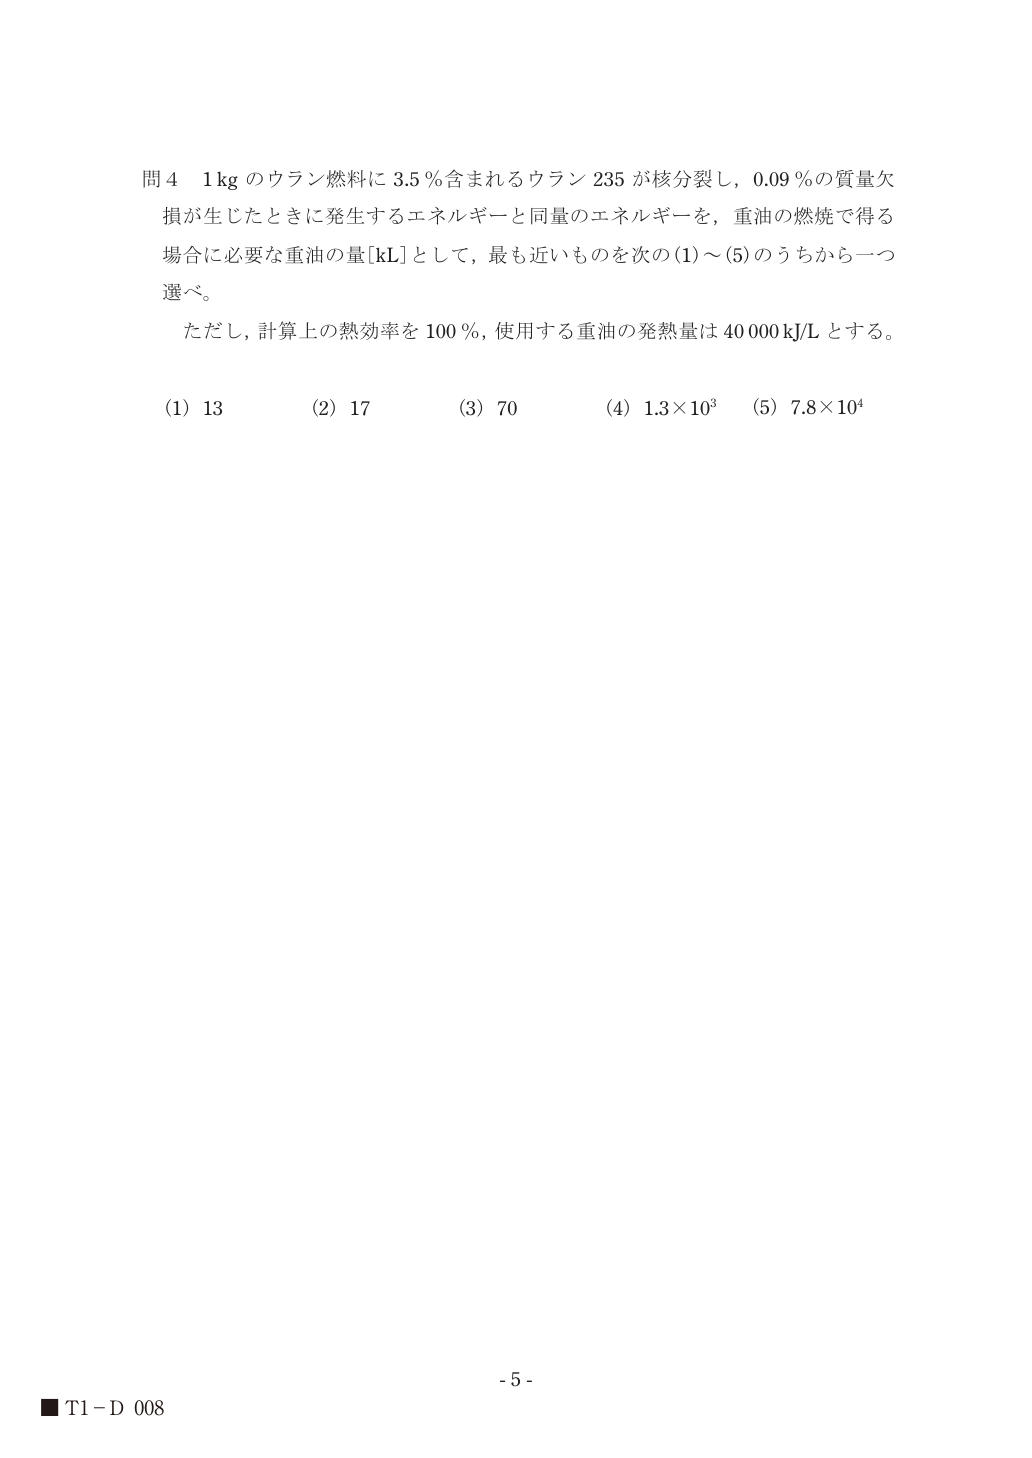 問4　1 kg のウラン燃料に 3.5 %含まれるウラン 235 が核分裂し，0.09 %の質量欠
損が生じたときに発生するエネルギーと同量のエネルギーを，重油の燃焼で得る
場合に必要な重油の量[kL]として，最も近いものを次の(1)～(5)のうちから一つ
選べ。
ただし，計算上の熱効率を 100 %，使用する重油の発熱量は 40 000 kJ/L とする。
(1) 13　(2) 17　(3) 70　(4) 1.3×10³　(5) 7.8×10⁴
- 5 -
■ T1－D 008